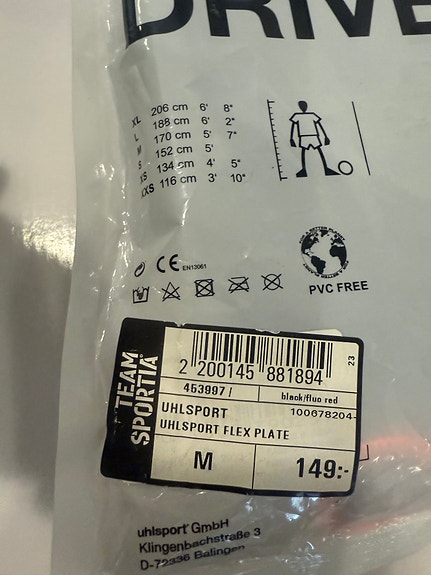 DRIVE
XL 206 cm 6' 8"
L 188 cm 6' 2"
M 170 cm 5' 7"
S 152 cm 5'
XS 134 cm 4' 5"
XXS 116 cm 3' 10"
CE EN13061
PVC FREE
TEAM SPORTIA
2 200145 881894
23
453997 / black/fluo red
UHLSPORT 100678204-
UHLSPORT FLEX PLATE
M 149:-
uhlsport GmbH
Klingenbachstraße 3
D-72336 Balingen